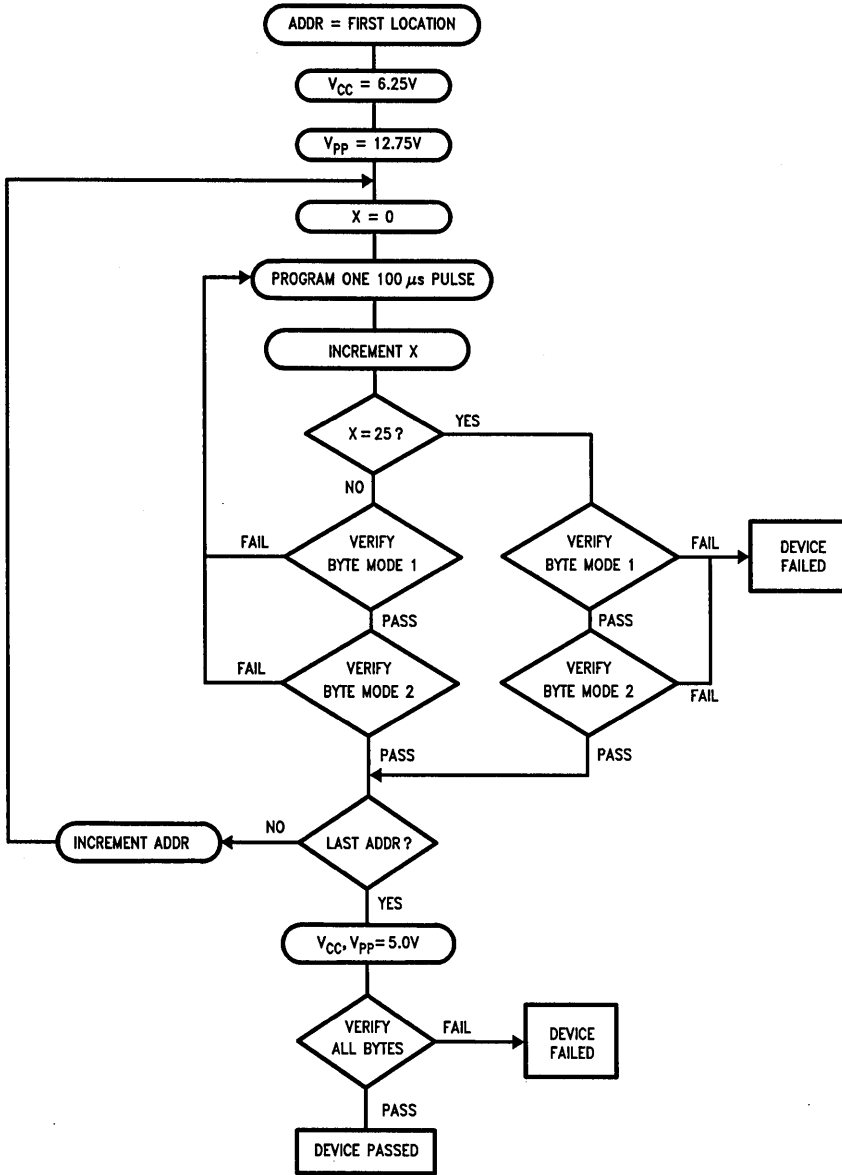 ADDR = FIRST LOCATION
VCC = 6.25V
VPP = 12.75V
X = 0
PROGRAM ONE 100 µs PULSE
INCREMENT X
X = 25 ?
YES
NO
VERIFY
BYTE MODE 1
FAIL
PASS
VERIFY
BYTE MODE 1
FAIL
PASS
DEVICE
FAILED
VERIFY
BYTE MODE 2
FAIL
PASS
VERIFY
BYTE MODE 2
FAIL
PASS
LAST ADDR ?
NO
INCREMENT ADDR
YES
VCC, VPP = 5.0V
VERIFY
ALL BYTES
FAIL
DEVICE
FAILED
PASS
DEVICE PASSED